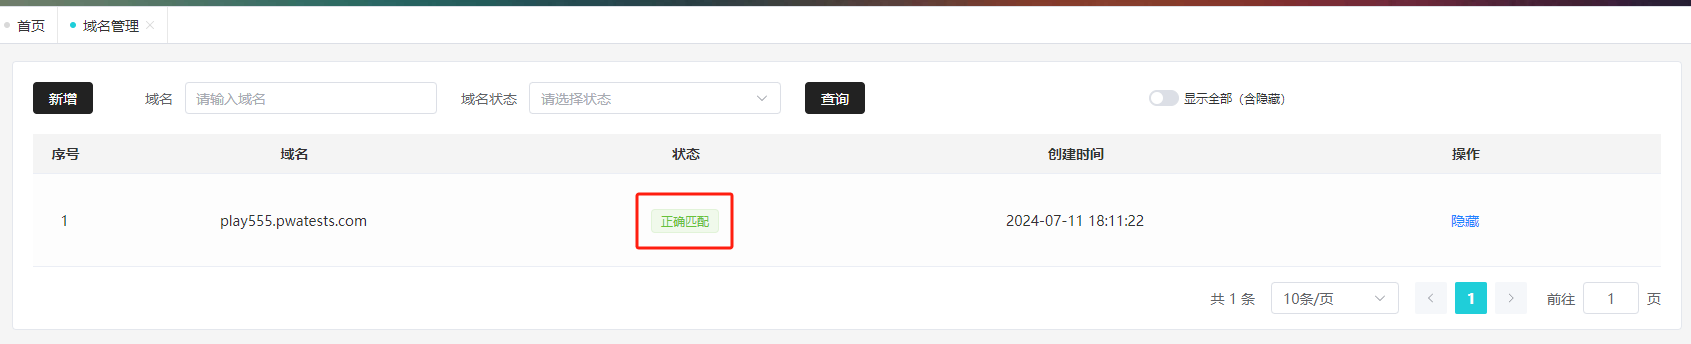 首页 域名管理
新增 域名 请输入域名 域名状态 请选择状态 查询 显示全部（含隐藏）
序号 域名 状态 创建时间 操作
1 play555.pwatests.com 正确匹配 2024-07-11 18:11:22 隐藏
共 1 条 10条/页 1 前往 1 页